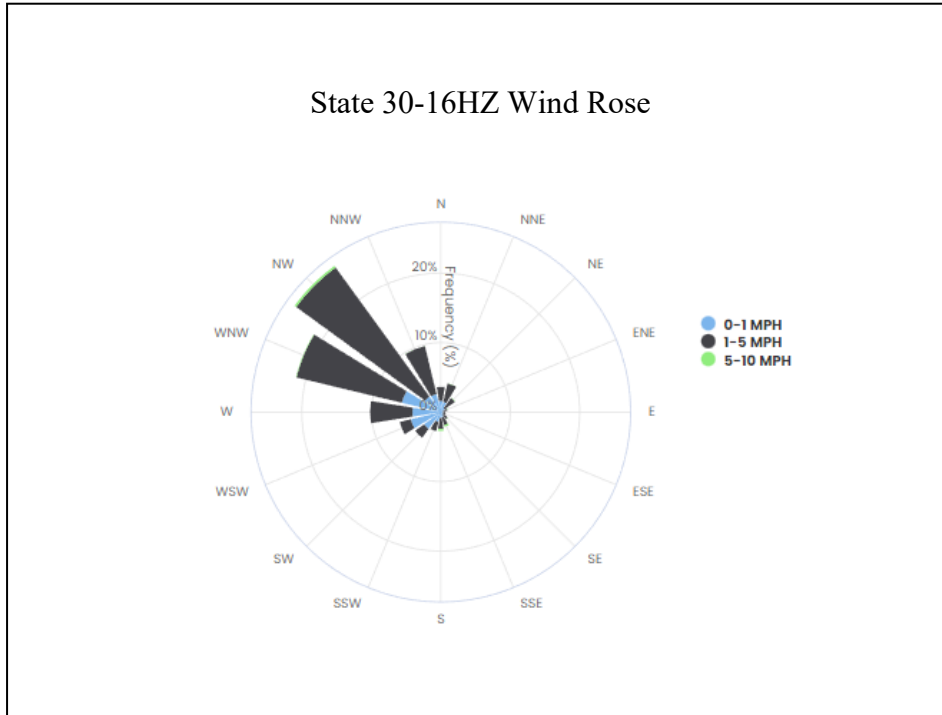 State 30-16HZ Wind Rose
N
NNW
NNE
NW
NE
20%
Frequency (%)
WNW
ENE
10%
0-1 MPH
1-5 MPH
5-10 MPH
0%
W
E
WSW
ESE
SW
SE
SSW
SSE
S